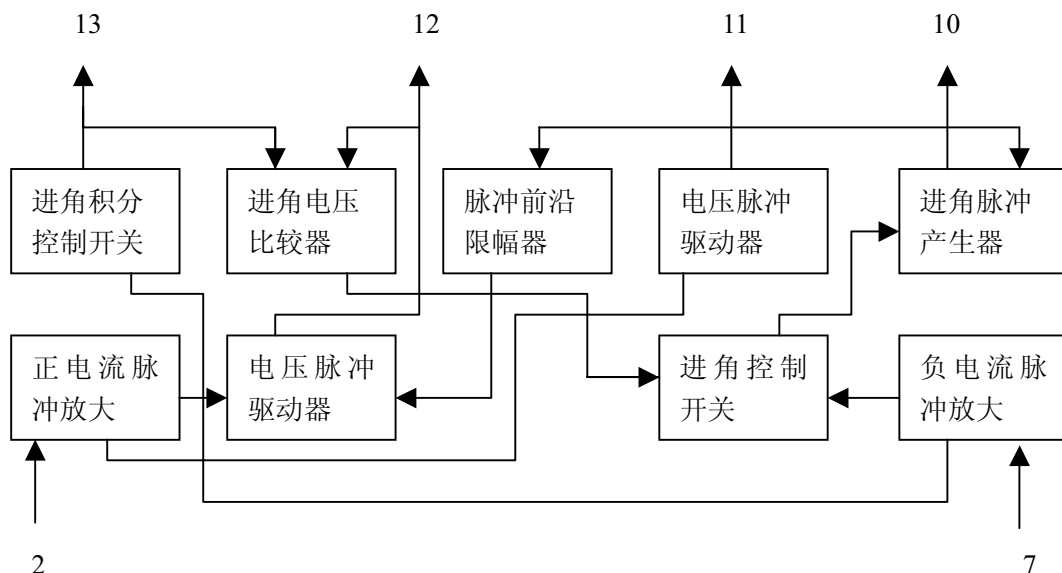 13
12
11
10
进角积分
控制开关
进角电压
比较器
脉冲前沿
限幅器
电压脉冲
驱动器
进角脉冲
产生器
正电流脉
冲放大
电压脉冲
驱动器
进角控制
开关
负电流脉
冲放大
2
7